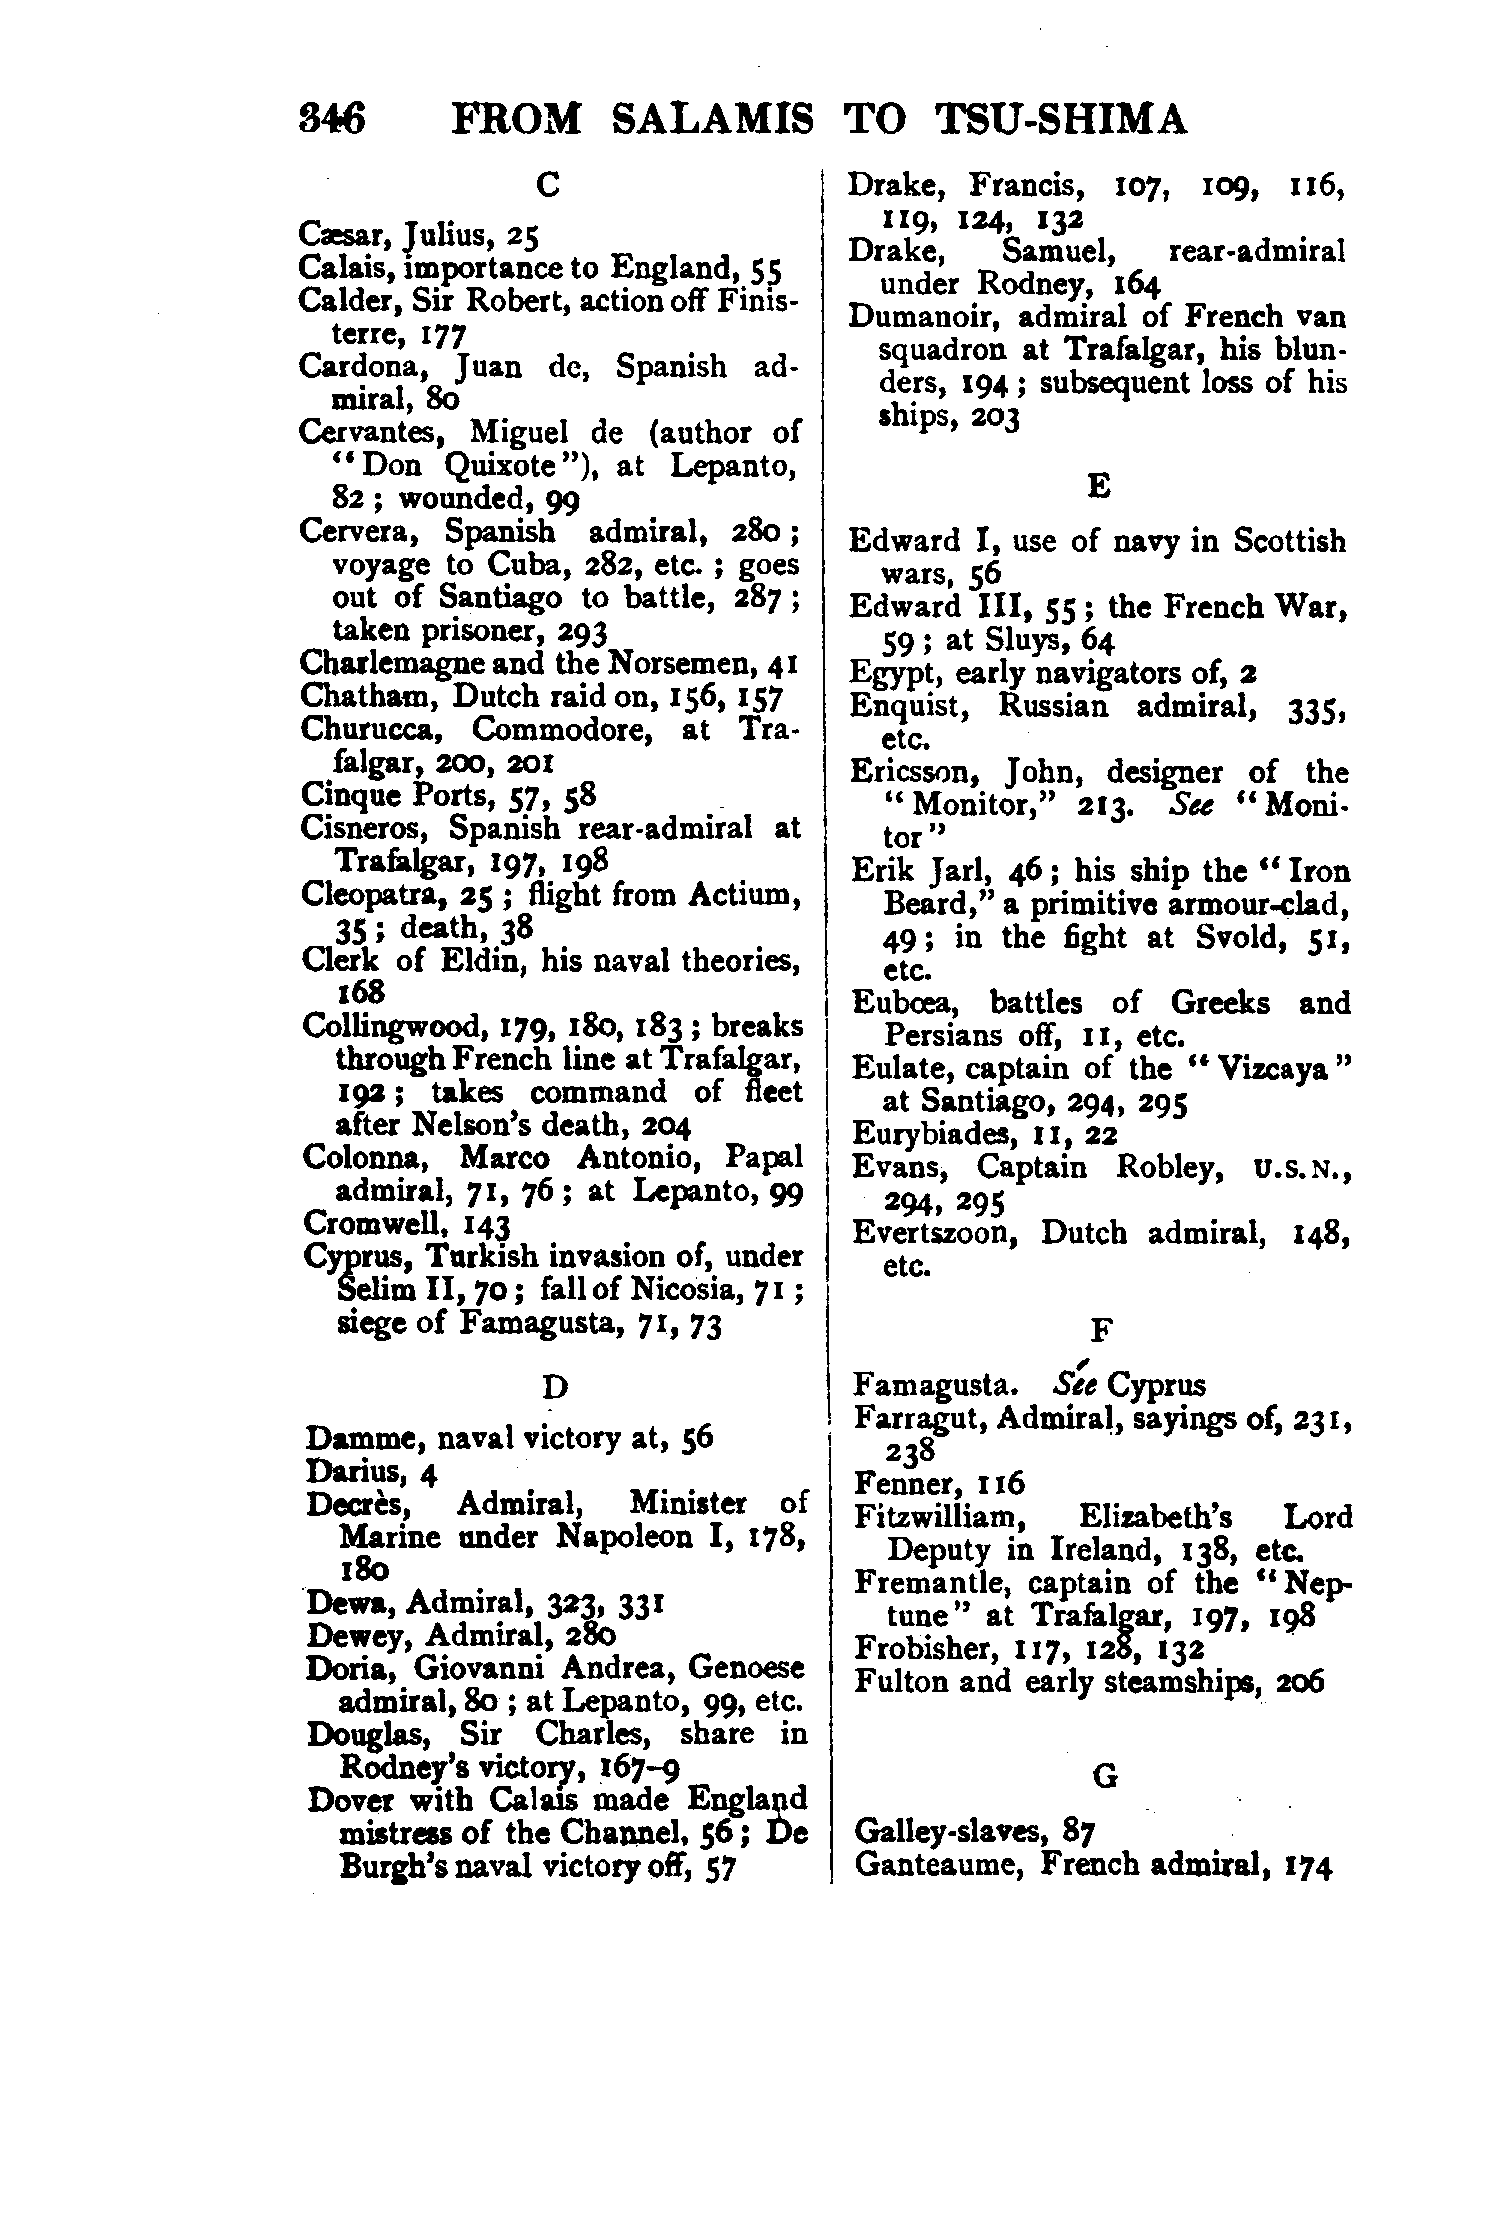 346 FROM SALAMIS TO TSU-SHIMA
C
Cæsar, Julius, 25
Calais, importance to England, 55
Calder, Sir Robert, action off Finis-
terre, 177
Cardona, Juan de, Spanish ad-
miral, 80
Cervantes, Miguel de (author of
"Don Quixote"), at Lepanto,
82; wounded, 99
Cervera, Spanish admiral, 280;
voyage to Cuba, 282, etc.; goes
out of Santiago to battle, 287;
taken prisoner, 293
Charlemagne and the Norsemen, 41
Chatham, Dutch raid on, 156, 157
Churucca, Commodore, at Tra-
falgar, 200, 201
Cinque Ports, 57, 58
Cisneros, Spanish rear-admiral at
Trafalgar, 197, 198
Cleopatra, 25; flight from Actium,
35; death, 38
Clerk of Eldin, his naval theories,
168
Collingwood, 179, 180, 183; breaks
through French line at Trafalgar,
192; takes command of fleet
after Nelson's death, 204
Colonna, Marco Antonio, Papal
admiral, 71, 76; at Lepanto, 99
Cromwell, 143
Cyprus, Turkish invasion of, under
Selim II, 70; fall of Nicosia, 71;
siege of Famagusta, 71, 73
D
Damme, naval victory at, 56
Darius, 4
Decrès, Admiral, Minister of
Marine under Napoleon I, 178,
180
Dewa, Admiral, 323, 331
Dewey, Admiral, 280
Doria, Giovanni Andrea, Genoese
admiral, 80; at Lepanto, 99, etc.
Douglas, Sir Charles, share in
Rodney's victory, 167-9
Dover with Calais made England
mistress of the Channel, 56; De
Burgh's naval victory off, 57
Drake, Francis, 107, 109, 116,
119, 124, 132
Drake, Samuel, rear-admiral
under Rodney, 164
Dumanoir, admiral of French van
squadron at Trafalgar, his blun-
ders, 194; subsequent loss of his
ships, 203
E
Edward I, use of navy in Scottish
wars, 56
Edward III, 55; the French War,
59; at Sluys, 64
Egypt, early navigators of, 2
Enquist, Russian admiral, 335,
etc.
Ericsson, John, designer of the
"Monitor," 213. See "Moni-
tor"
Erik Jarl, 46; his ship the "Iron
Beard," a primitive armour-clad,
49; in the fight at Svold, 51,
etc.
Eubœa, battles of Greeks and
Persians off, 11, etc.
Eulate, captain of the "Vizcaya"
at Santiago, 294, 295
Eurybiades, 11, 22
Evans, Captain Robley, U.S.N.,
294, 295
Evertszoon, Dutch admiral, 148,
etc.
F
Famagusta. See Cyprus
Farragut, Admiral, sayings of, 231,
238
Fenner, 116
Fitzwilliam, Elizabeth's Lord
Deputy in Ireland, 138, etc.
Fremantle, captain of the "Nep-
tune" at Trafalgar, 197, 198
Frobisher, 117, 128, 132
Fulton and early steamships, 206
G
Galley-slaves, 87
Ganteaume, French admiral, 174